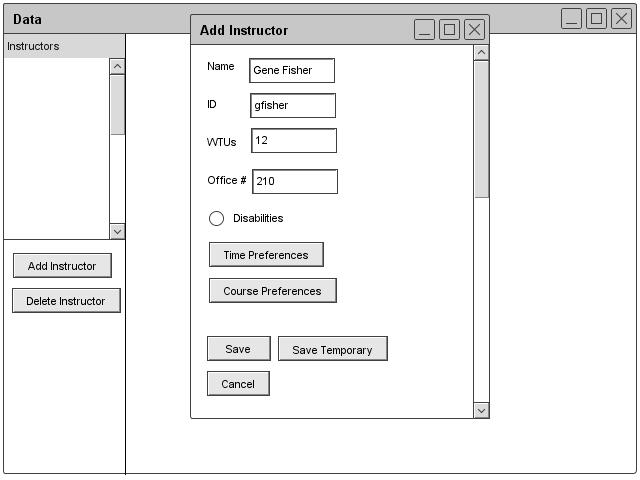 Data
Instructors
Add Instructor
Delete Instructor
Add Instructor
Name Gene Fisher
ID gfisher
WTUs 12
Office # 210
Disabilities
Time Preferences
Course Preferences
Save Save Temporary
Cancel